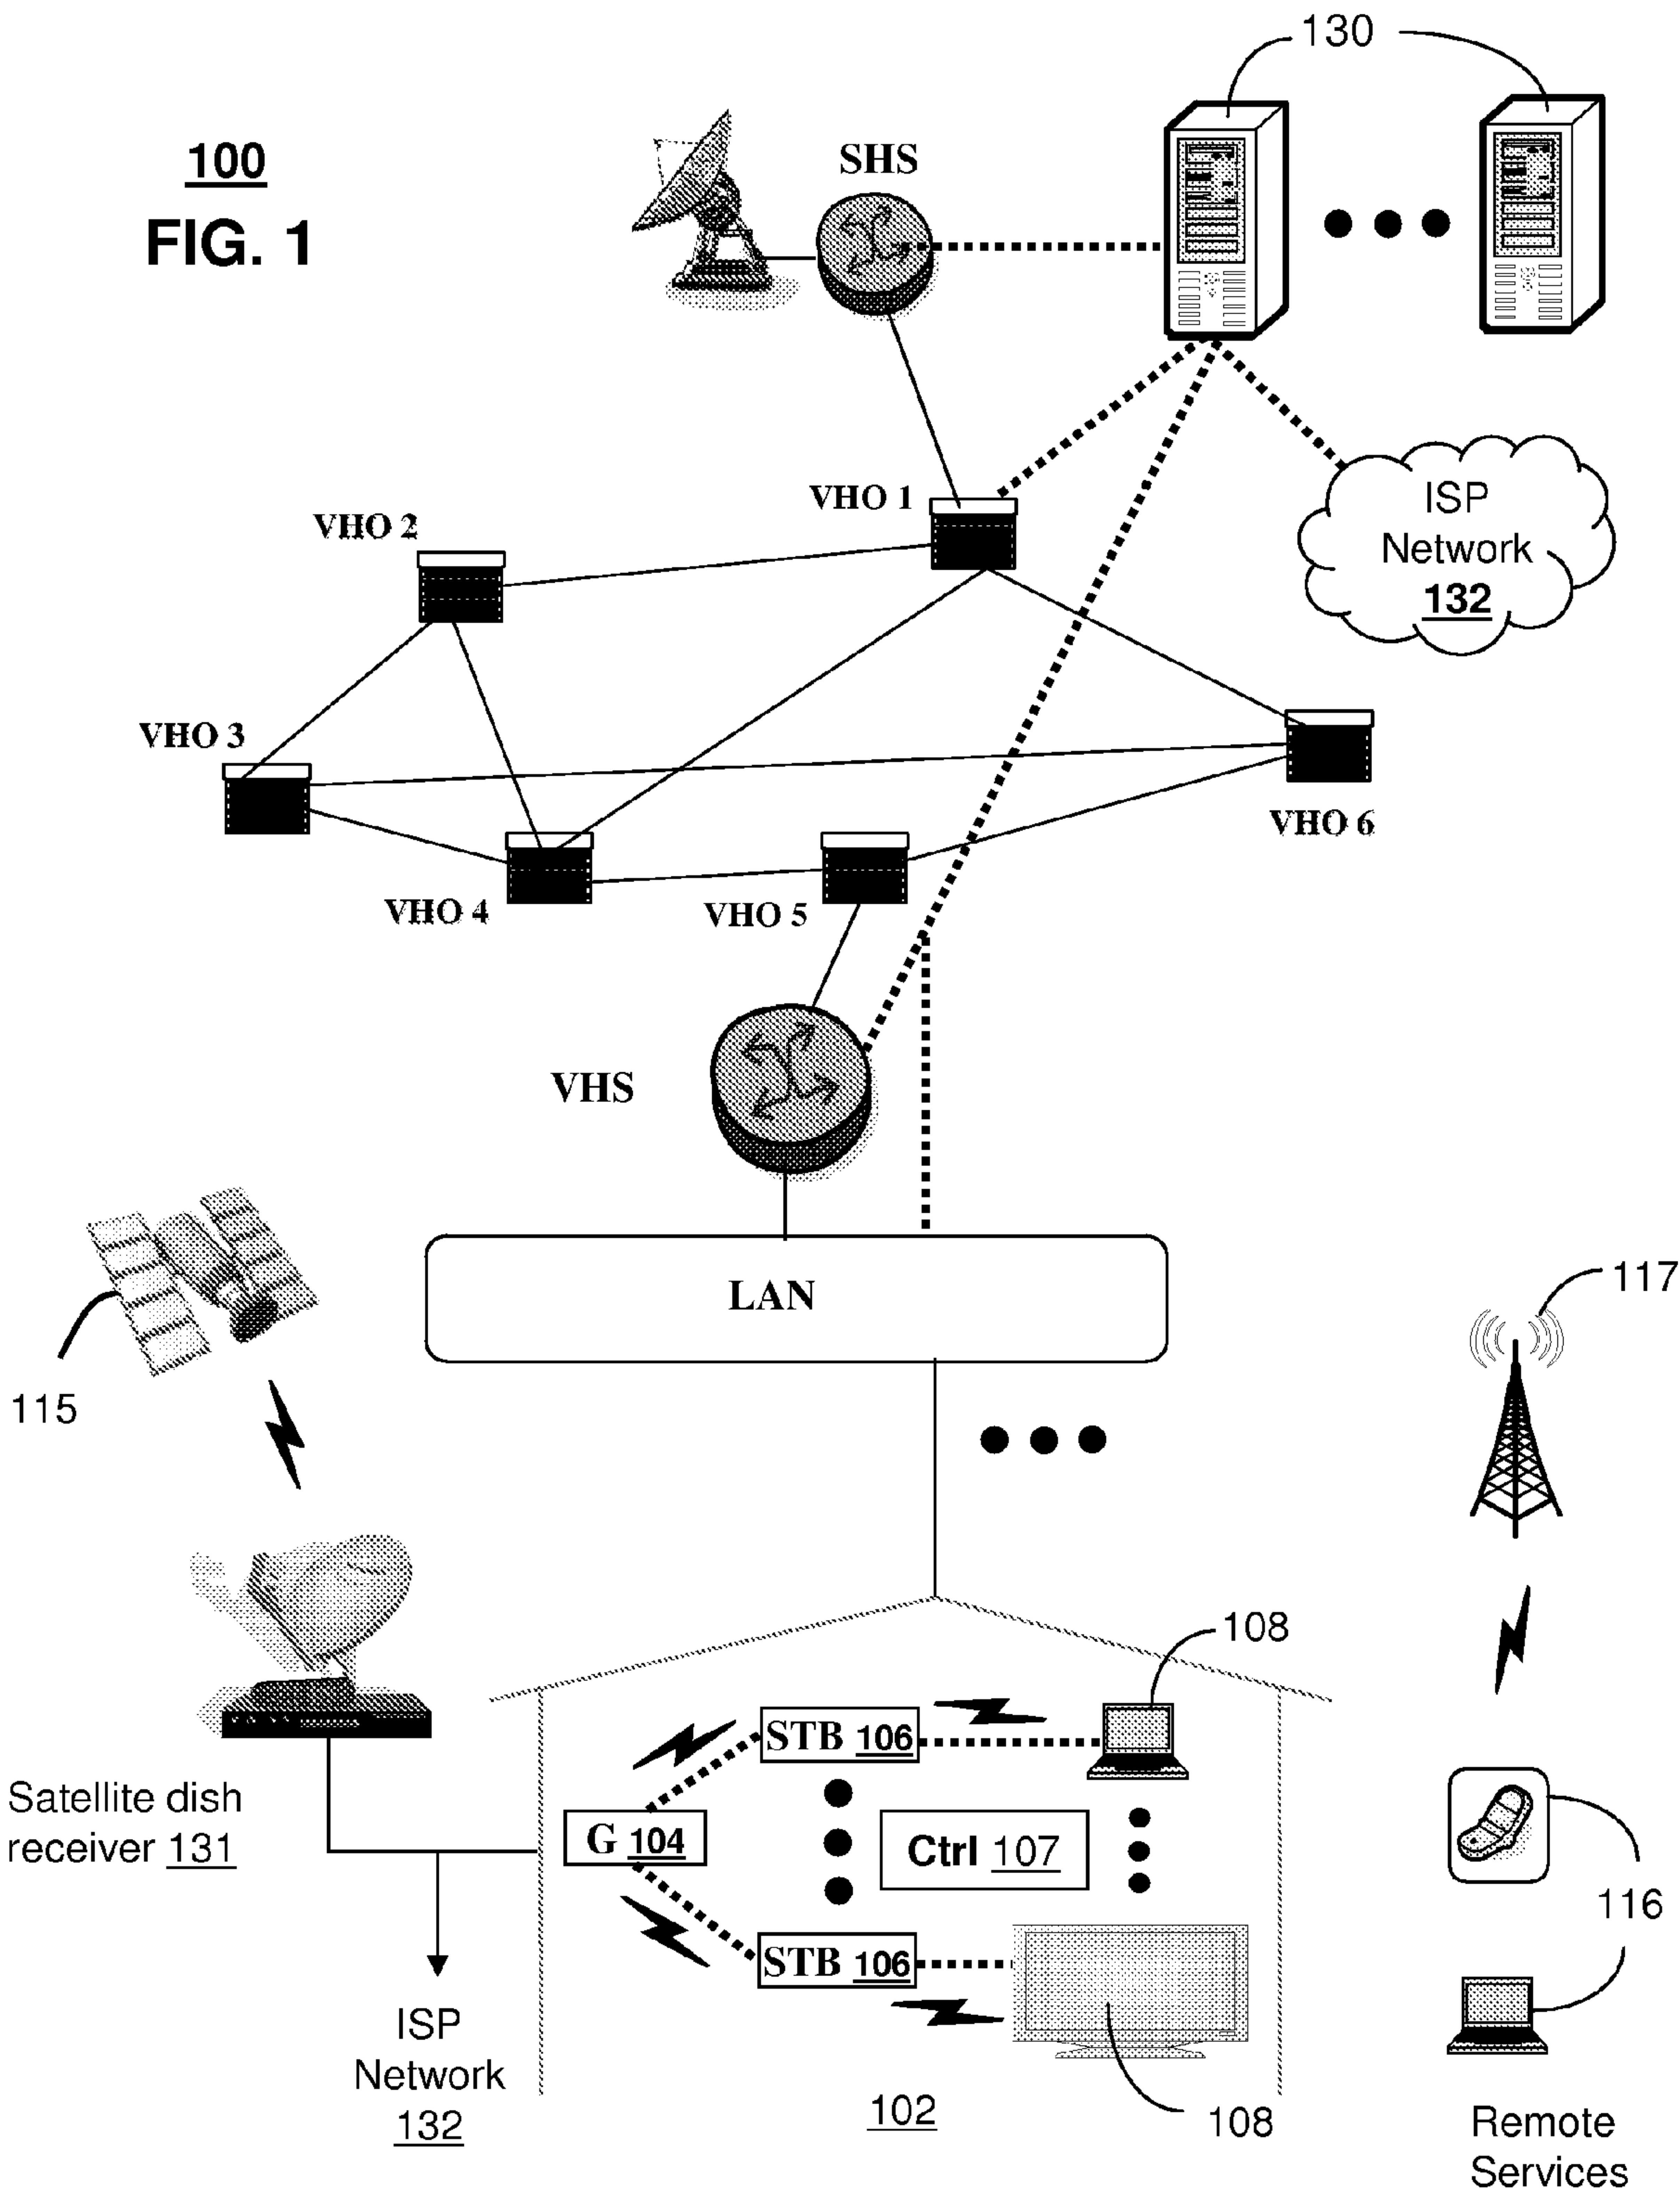 130
100
FIG. 1
SHS
ISP
Network
132
VHO 1
VHO 2
VHO 3
VHO 6
VHO 4
VHO 5
VHS
LAN
117
115
108
STB 106
Satellite dish
receiver 131
G 104
Ctrl 107
116
STB 106
ISP
Network
132
102
108
Remote
Services